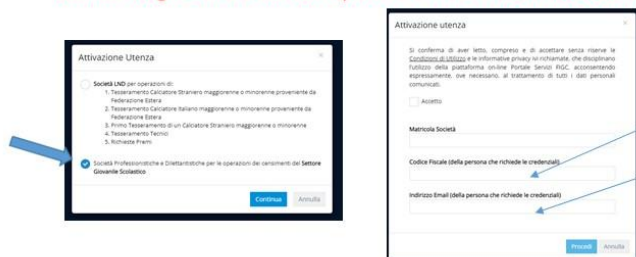 Attivazione Utenza
Società LND per operazioni di:
1. Tesseramento Calciatore Straniero maggiorenne o minorenne proveniente da
Federazione Estera
2. Tesseramento Calciatore Italiano maggiorenne o minorenne proveniente da
Federazione Estera
3. Primo Tesseramento di un Calciatore Straniero maggiorenne o minorenne
4. Tesseramento Tecnici
5. Richieste Premi
Società Professionistiche e Dilettantistiche per le operazioni dei censimenti del Settore
Giovanile Scolastico
Continua Annulla
Attivazione utenza
Si conferma di aver letto, compreso e di accettare senza riserve le
Condizioni di Utilizzo e le informative privacy ivi richiamate, che disciplinano
l'utilizzo della piattaforma on-line Portale Servizi FIGC, acconsentendo
espressamente, ove necessario, al trattamento di tutti i dati personali
comunicati.
Accetto
Matricola Società
Codice Fiscale (della persona che richiede le credenziali)
Indirizzo Email (della persona che richiede le credenziali)
Procedi Annulla